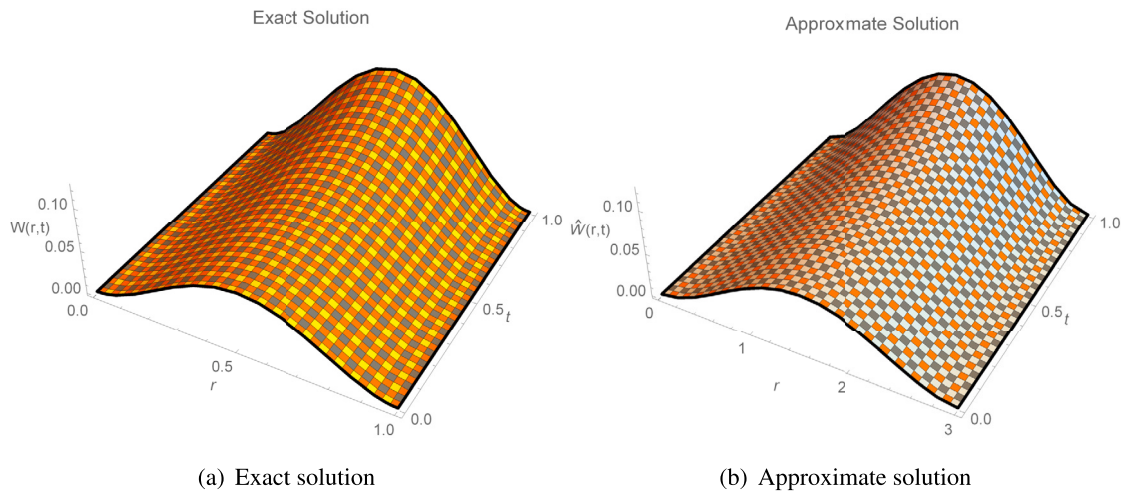 Exact Solution
Approxmate Solution
0.10
W(r,t)
0.05
0.00
0.0
0.5
r
1.0
0.0
0.5
t
1.0
0.10
Ŵ(r,t)
0.05
0.00
0
1
r
2
3
0.0
0.5
t
1.0
(a) Exact solution
(b) Approximate solution